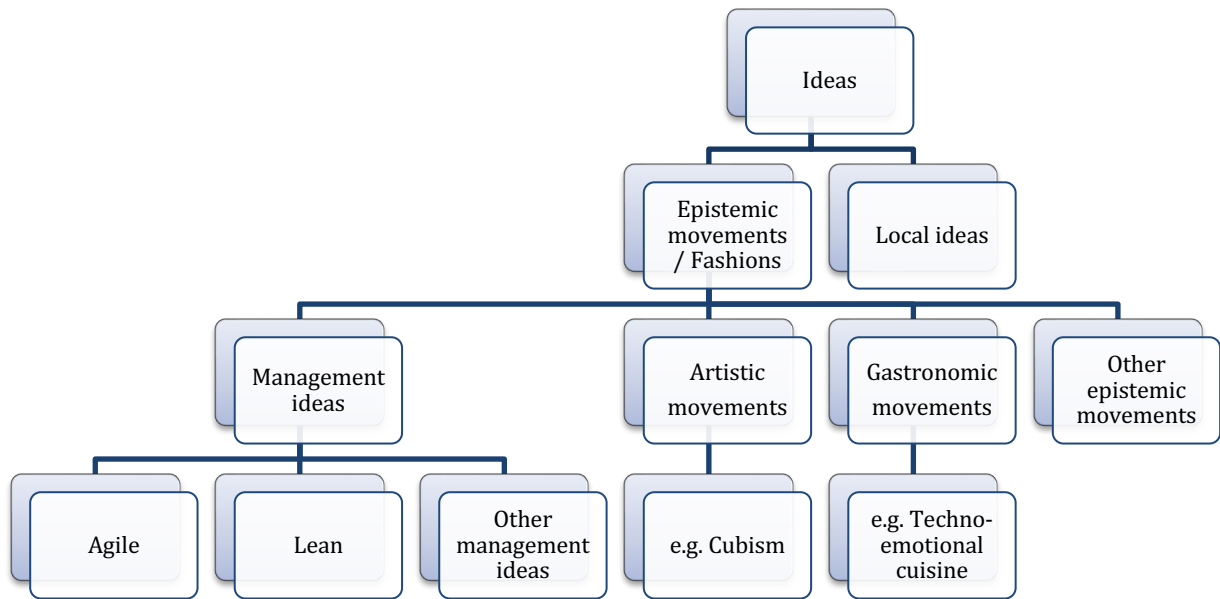 Ideas
Epistemic
movements
/ Fashions
Local ideas
Management
ideas
Artistic
movements
Gastronomic
movements
Other
epistemic
movements
Agile
Lean
Other
management
ideas
e.g. Cubism
e.g. Techno-
emotional
cuisine